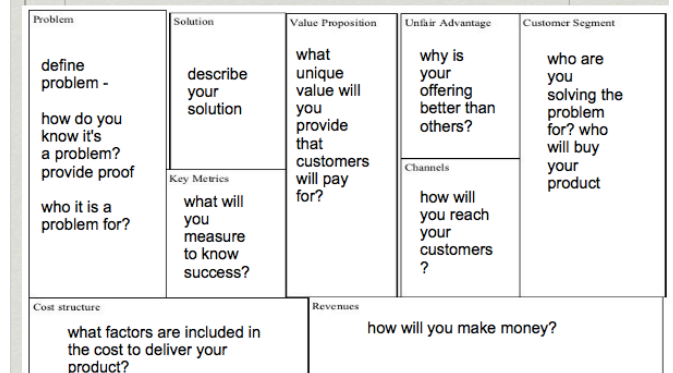 Problem
define
problem -
how do you
know it's
a problem?
provide proof
who it is a
problem for?
Solution
describe
your
solution
Key Metrics
what will
you
measure
to know
success?
Value Proposition
what
unique
value will
you
provide
that
customers
will pay
for?
Unfair Advantage
why is
your
offering
better than
others?
Channels
how will
you reach
your
customers
?
Customer Segment
who are
you
solving the
problem
for? who
will buy
your
product
Cost structure
what factors are included in
the cost to deliver your
product?
Revenues
how will you make money?